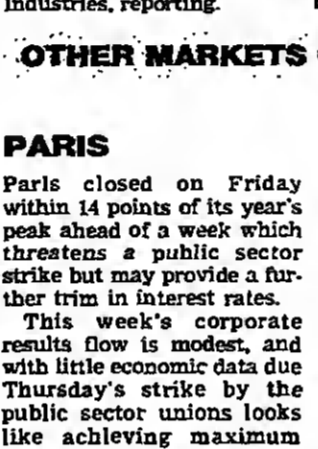 industries, reporting.
OTHER MARKETS
PARIS
Paris closed on Friday
within 14 points of its year's
peak ahead of a week which
threatens a public sector
strike but may provide a fur-
ther trim in interest rates.
This week's corporate
results flow is modest, and
with little economic data due
Thursday's strike by the
public sector unions looks
like achieving maximum